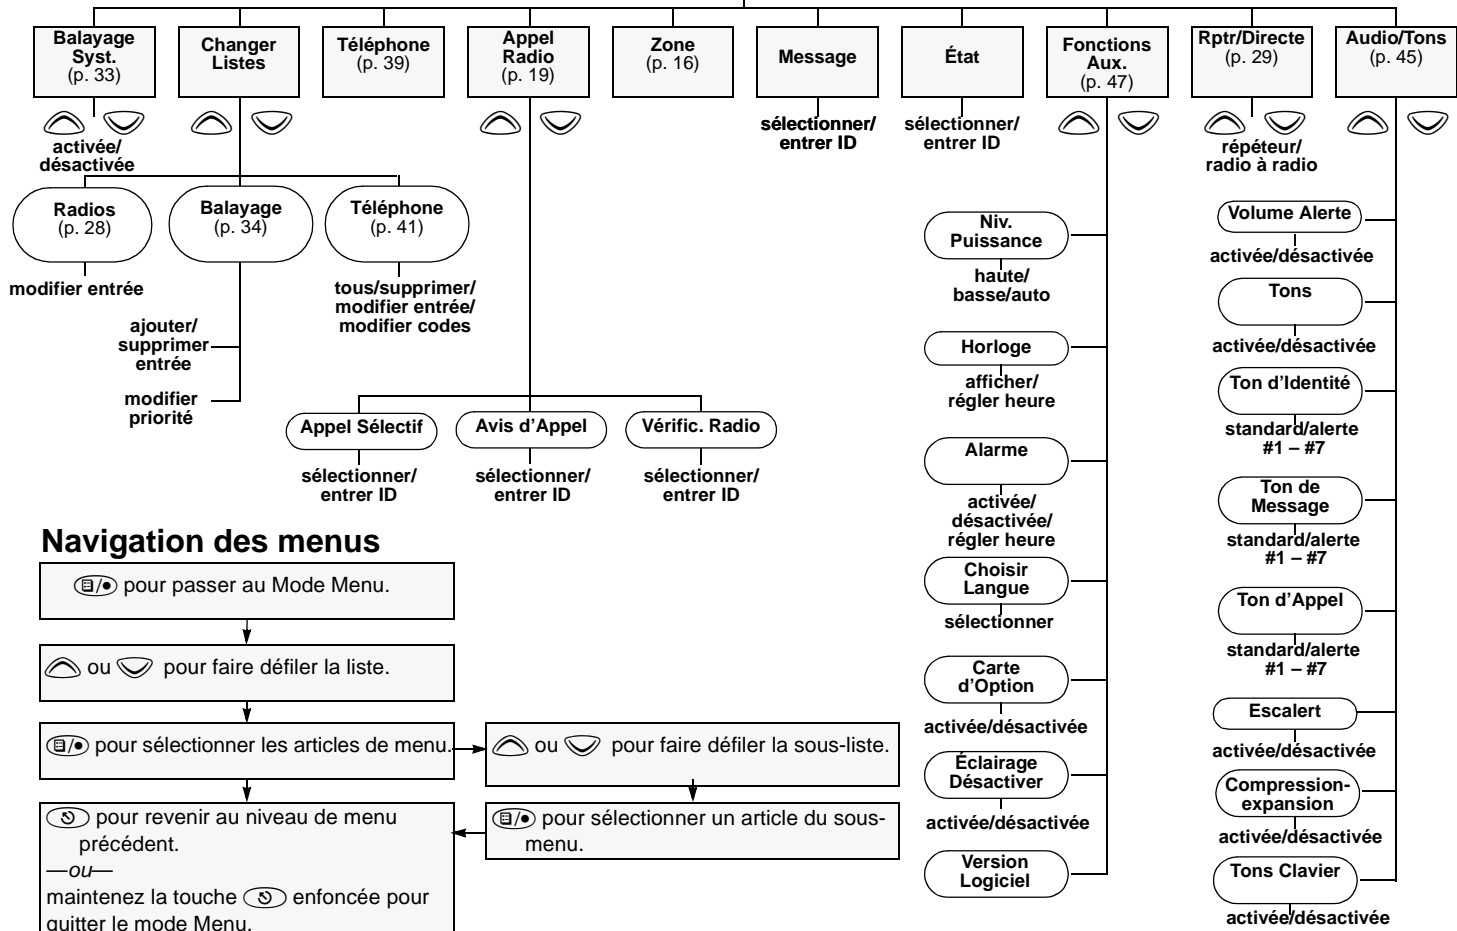 Balayage
Syst.
(p. 33)
Changer
Listes
Téléphone
(p. 39)
Appel
Radio
(p. 19)
Zone
(p. 16)
Message
État
Fonctions
Aux.
(p. 47)
Rptr/Directe
(p. 29)
Audio/Tons
(p. 45)
activée/
désactivée
sélectionner/
entrer ID
sélectionner/
entrer ID
répéteur/
radio à radio
Radios
(p. 28)
Balayage
(p. 34)
Téléphone
(p. 41)
modifier entrée
ajouter/
supprimer
entrée
modifier
priorité
tous/supprimer/
modifier entrée/
modifier codes
Appel Sélectif
Avis d'Appel
Vérific. Radio
sélectionner/
entrer ID
sélectionner/
entrer ID
sélectionner/
entrer ID
Niv.
Puissance
haute/
basse/auto
Horloge
afficher/
régler heure
Alarme
activée/
désactivée/
régler heure
Choisir
Langue
sélectionner
Carte
d'Option
activée/désactivée
Éclairage
Désactiver
activée/désactivée
Version
Logiciel
Volume Alerte
activée/désactivée
Tons
activée/désactivée
Ton d'Identité
standard/alerte
#1 – #7
Ton de
Message
standard/alerte
#1 – #7
Ton d'Appel
standard/alerte
#1 – #7
Escalert
activée/désactivée
Compression-
expansion
activée/désactivée
Tons Clavier
activée/désactivée
Navigation des menus
pour passer au Mode Menu.
ou pour faire défiler la liste.
pour sélectionner les articles de menu.
ou pour faire défiler la sous-liste.
pour sélectionner un article du sous-
menu.
pour revenir au niveau de menu
précédent.
—ou—
maintenez la touche enfoncée pour
quitter le mode Menu.